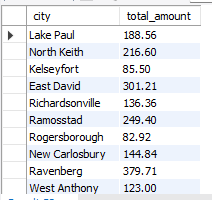 city total_amount
Lake Paul 188.56
North Keith 216.60
Kelseyfort 85.50
East David 301.21
Richardsonville 136.36
Ramosstad 249.40
Rogersborough 82.92
New Carlosbury 144.84
Ravenberg 379.71
West Anthony 123.00